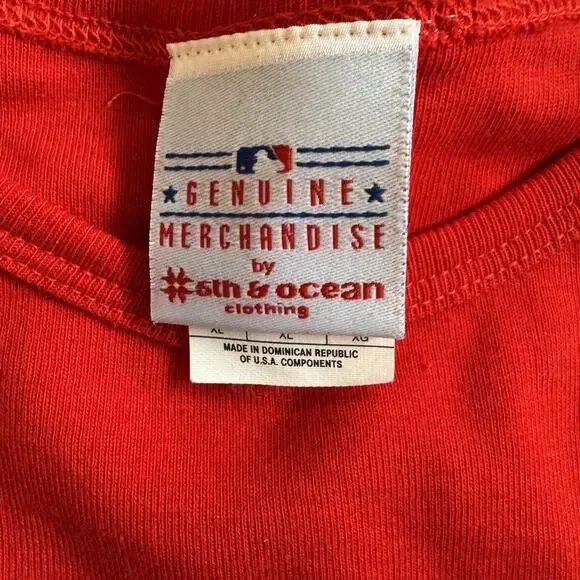 GENUINE
MERCHANDISE
by
5th & ocean
clothing
XL XL XG
MADE IN DOMINICAN REPUBLIC
OF U.S.A. COMPONENTS